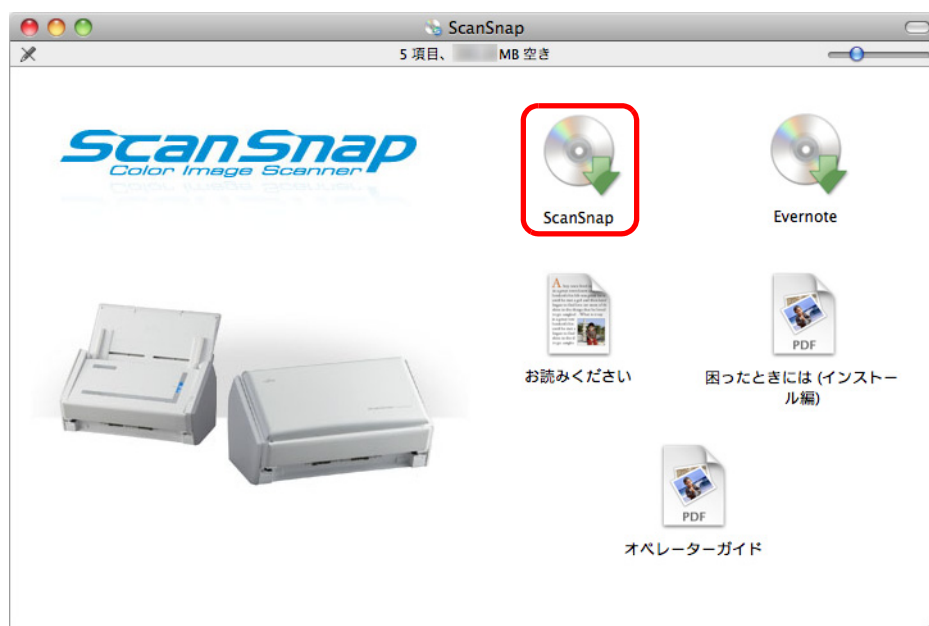 ScanSnap
5 項目、 MB 空き
ScanSnap
Color Image Scanner
ScanSnap
Evernote
お読みください
PDF
困ったときには (インストー
ル編)
PDF
オペレーターガイド